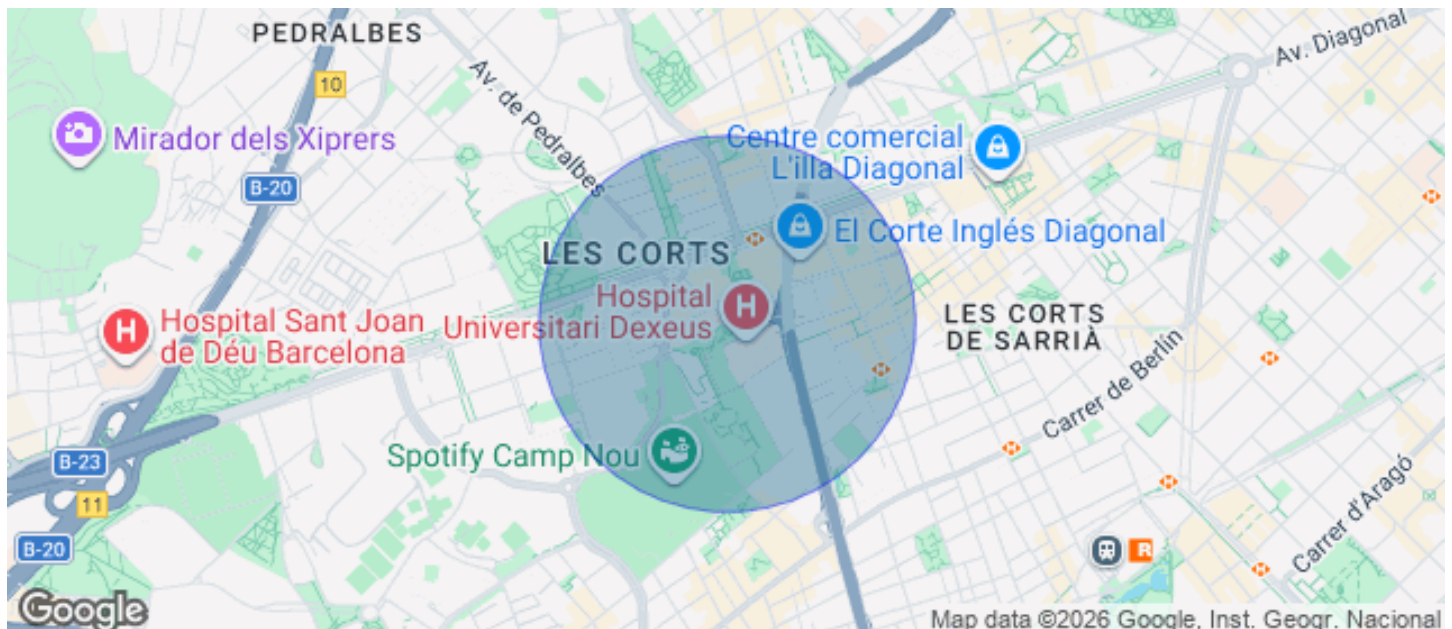 PEDRALBES
10
Av. de Pedralbes
Av. Diagonal
Mirador dels Xiprers
Centre comercial
L'illa Diagonal
B-20
El Corte Inglés Diagonal
LES CORTS
Hospital
Universitari Dexeus
H
Hospital Sant Joan
de Déu Barcelona
H
LES CORTS
DE SARRIÀ
Carrer de Berlín
Spotify Camp Nou
B-23
11
Carrer d'Aragó
B-20
R
Google
Map data ©2026 Google, Inst. Geogr. Nacional